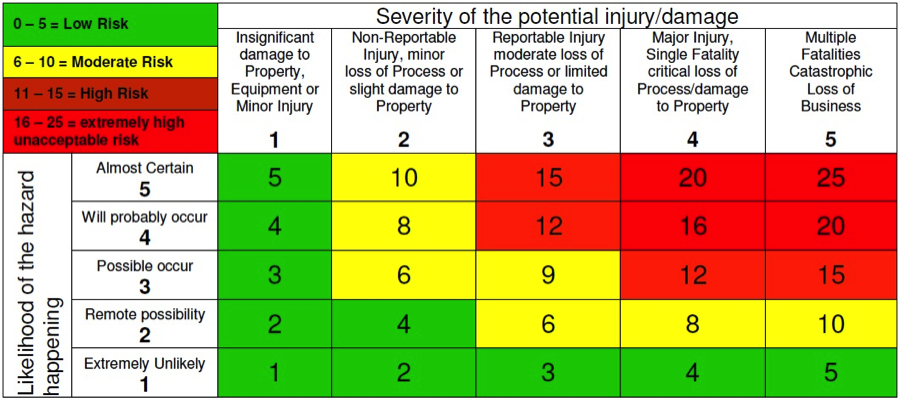 0 – 5 = Low Risk
6 – 10 = Moderate Risk
11 – 15 = High Risk
16 – 25 = extremely high
unacceptable risk
Severity of the potential injury/damage
Insignificant
damage to
Property,
Equipment or
Minor Injury
1
Non-Reportable
Injury, minor
loss of Process or
slight damage to
Property
2
Reportable Injury
moderate loss of
Process or limited
damage to
Property
3
Major Injury,
Single Fatality
critical loss of
Process/damage
to Property
4
Multiple
Fatalities
Catastrophic
Loss of
Business
5
Likelihood of the hazard
happening
Almost Certain
5
5 10 15 20 25
Will probably occur
4
4 8 12 16 20
Possible occur
3
3 6 9 12 15
Remote possibility
2
2 4 6 8 10
Extremely Unlikely
1
1 2 3 4 5